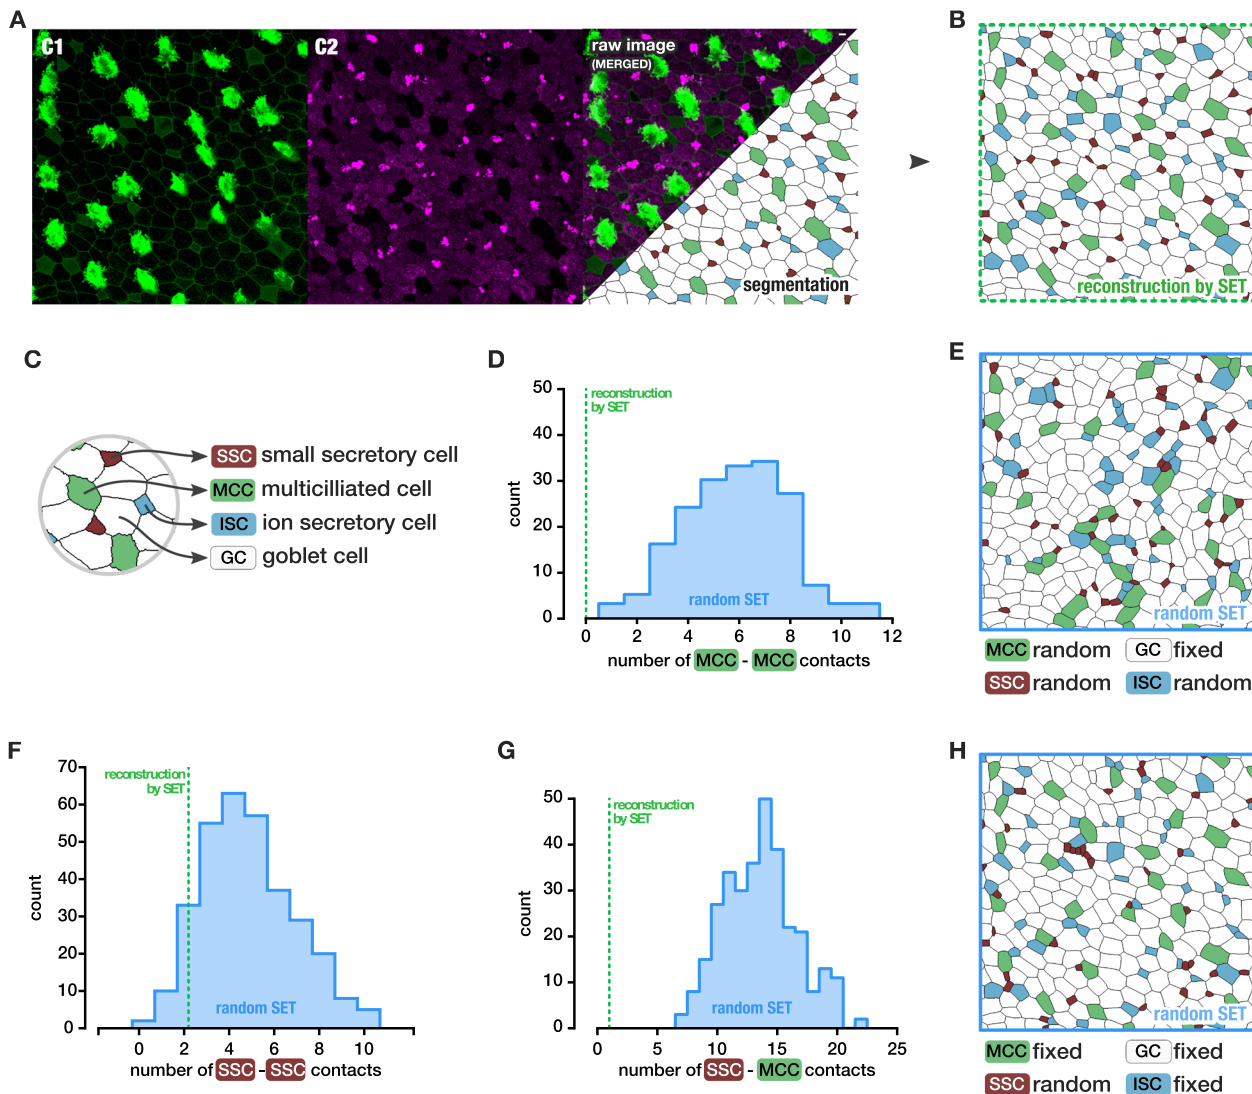 A
C1
C2
raw image
(MERGED)
segmentation
B
reconstruction by SET
C
SSC small secretory cell
MCC multicilliated cell
ISC ion secretory cell
GC goblet cell
D
50
40
30
20
10
0
count
reconstruction
by SET
random SET
0 2 4 6 8 10 12
number of MCC - MCC contacts
E
random SET
MCC random GC fixed
SSC random ISC random
F
70
60
50
40
30
20
10
0
count
reconstruction
by SET
random SET
0 2 4 6 8 10
number of SSC - SSC contacts
G
50
40
30
20
10
0
count
reconstruction
by SET
random SET
0 5 10 15 20 25
number of SSC - MCC contacts
H
random SET
MCC fixed GC fixed
SSC random ISC fixed